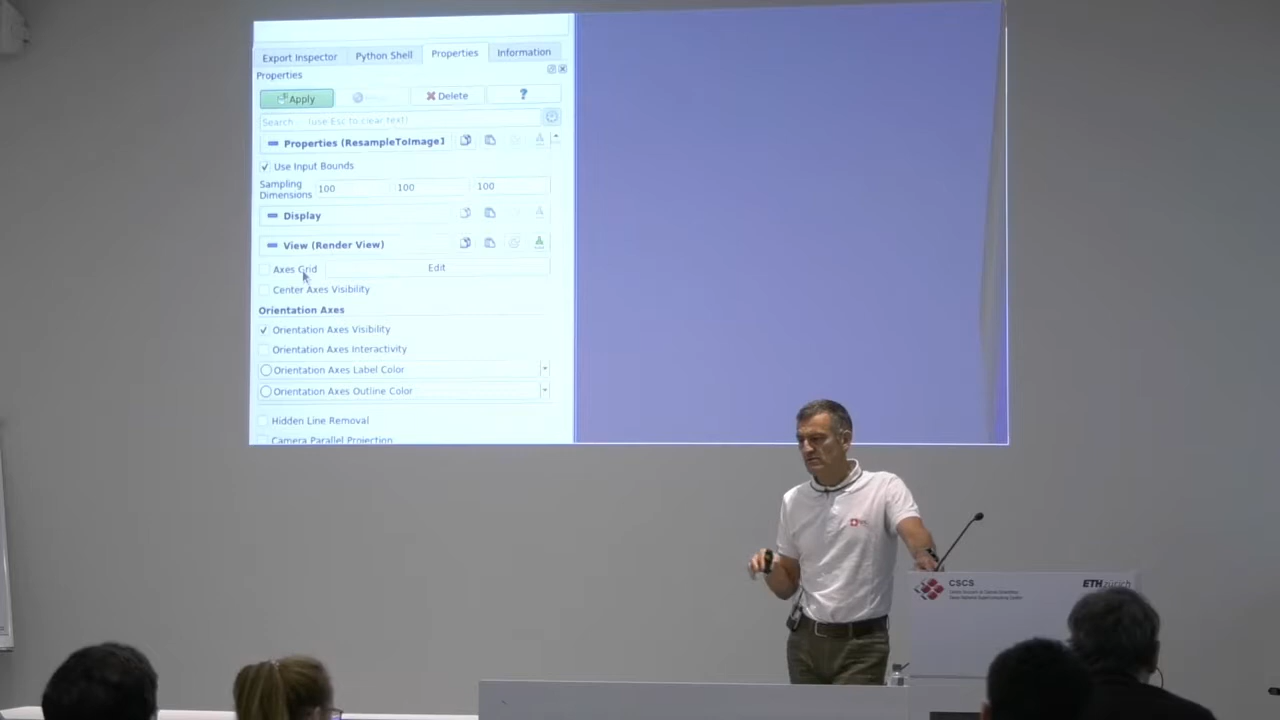 Export Inspector Python Shell Properties Information
Properties
Apply Delete ?
Search ... (use Esc to clear text)
Properties (ResampleToImage)
Use Input Bounds
Sampling Dimensions 100 100 100
Display
View (Render View)
Axes Grid Edit
Center Axes Visibility
Orientation Axes
Orientation Axes Visibility
Orientation Axes Interactivity
Orientation Axes Label Color
Orientation Axes Outline Color
Hidden Line Removal
Camera Parallel Projection
CSCS
ETH zürich